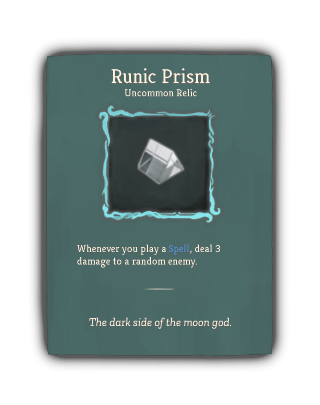 Runic Prism
Uncommon Relic
Whenever you play a Spell, deal 3
damage to a random enemy.
The dark side of the moon god.